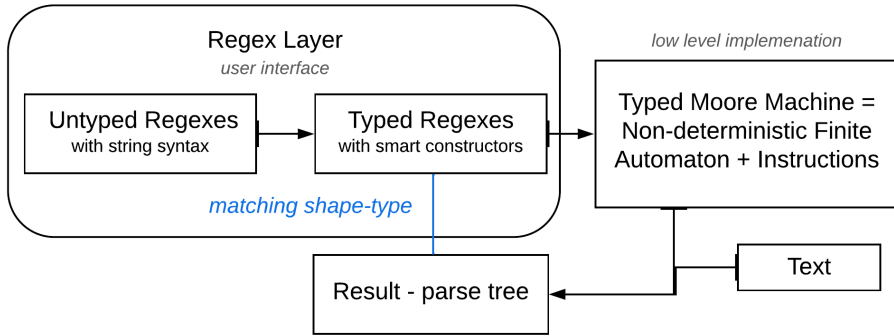 Regex Layer
user interface
low level implemenation
Untyped Regexes
with string syntax
Typed Regexes
with smart constructors
Typed Moore Machine =
Non-deterministic Finite
Automaton + Instructions
matching shape-type
Result - parse tree
Text